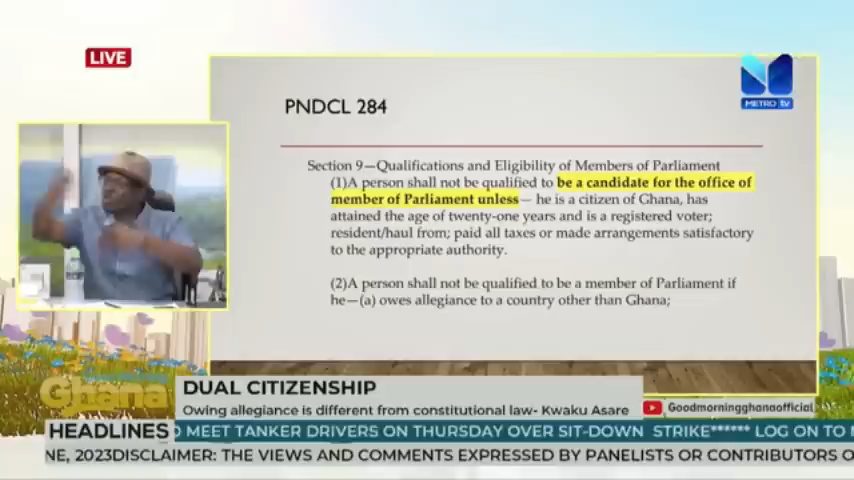 LIVE
METRO tv
PNDCL 284
Section 9—Qualifications and Eligibility of Members of Parliament
(1)A person shall not be qualified to be a candidate for the office of
member of Parliament unless— he is a citizen of Ghana, has
attained the age of twenty-one years and is a registered voter;
resident/haul from; paid all taxes or made arrangements satisfactory
to the appropriate authority.
(2)A person shall not be qualified to be a member of Parliament if
he—(a) owes allegiance to a country other than Ghana;
Ghana
DUAL CITIZENSHIP
Owing allegiance is different from constitutional law- Kwaku Asare
Goodmorningghanaofficial
HEADLINES
O MEET TANKER DRIVERS ON THURSDAY OVER SIT-DOWN STRIKE****** LOG ON TO
NE, 2023DISCLAIMER: THE VIEWS AND COMMENTS EXPRESSED BY PANELISTS OR CONTRIBUTORS O